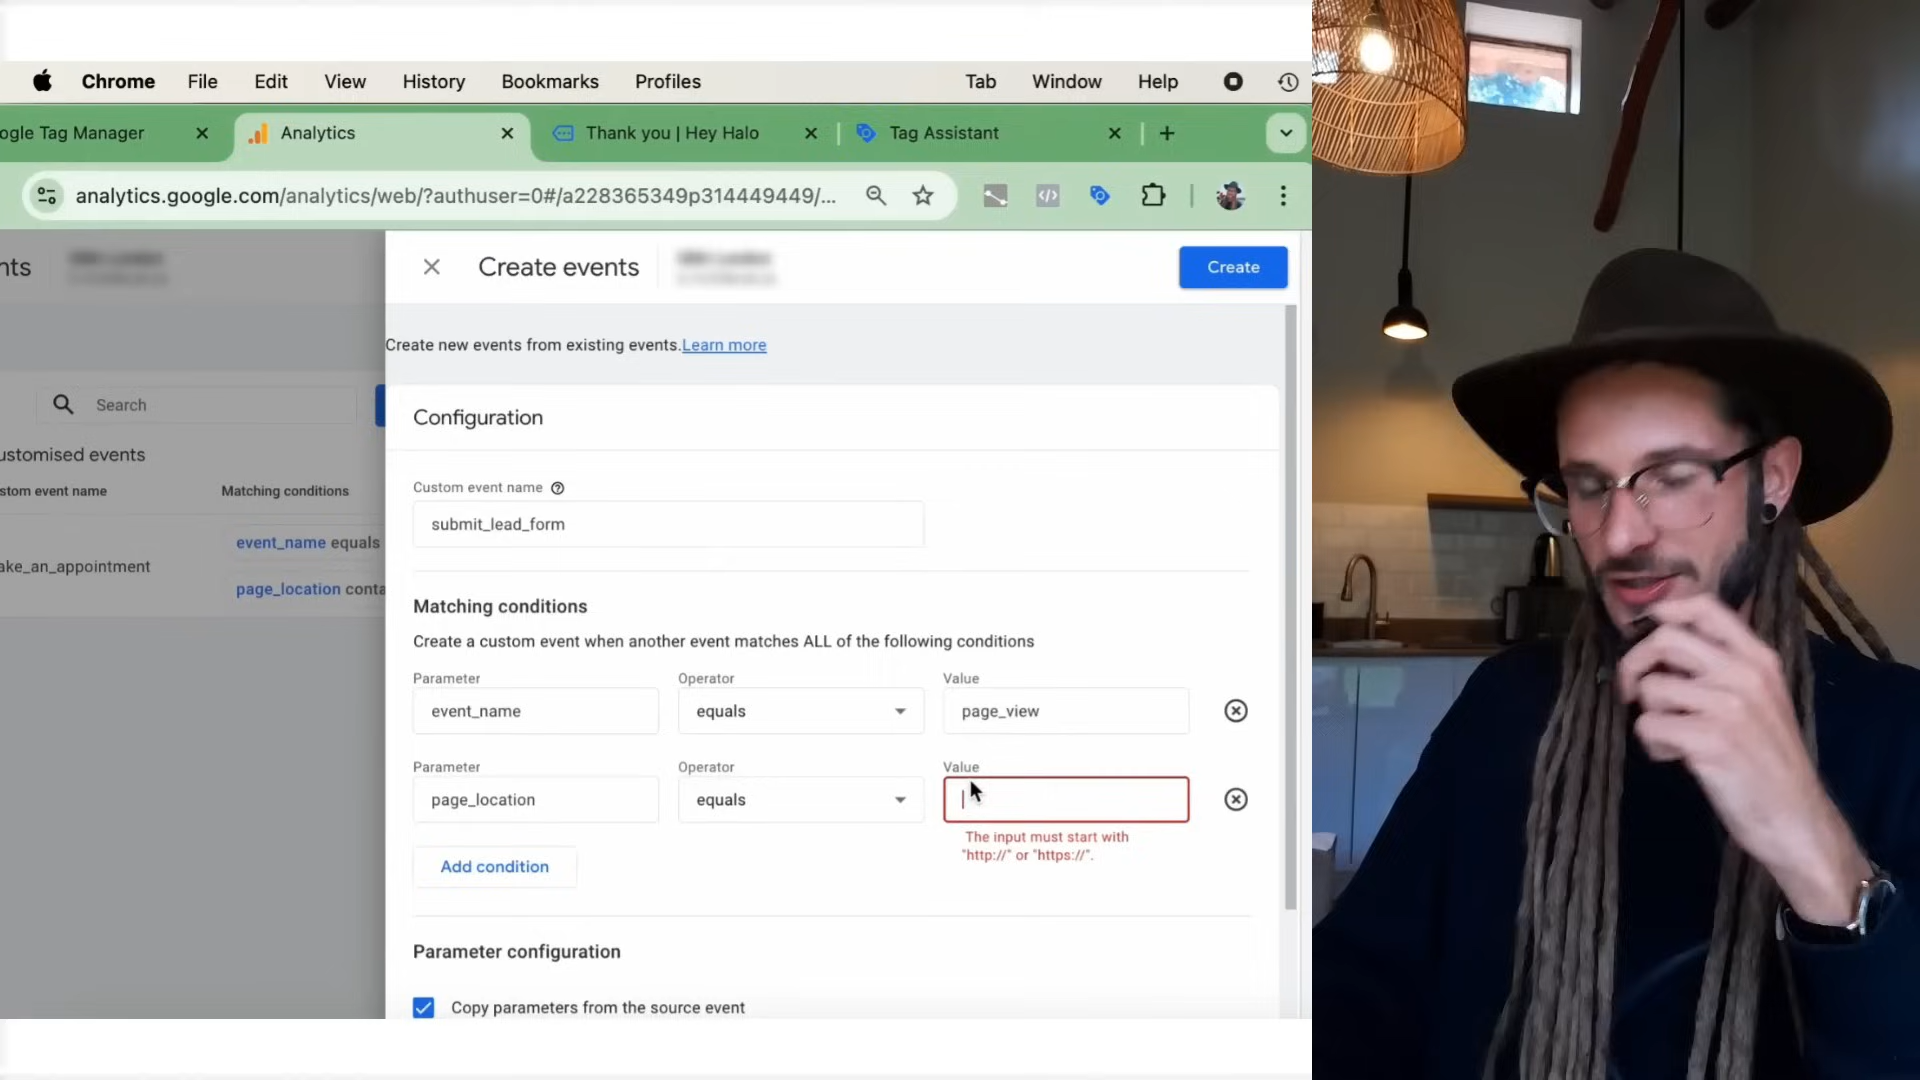 Chrome File Edit View History Bookmarks Profiles Tab Window Help
ogle Tag Manager Analytics Thank you | Hey Halo Tag Assistant
analytics.google.com/analytics/web/?authuser=0#/a228365349p314449449/...
nts
Create events
Create
Create new events from existing events. Learn more
Search
Configuration
ustomised events
stom event name Matching conditions
event_name equals
ake_an_appointment
page_location conta
Custom event name
submit_lead_form
Matching conditions
Create a custom event when another event matches ALL of the following conditions
Parameter Operator Value
event_name equals page_view
Parameter Operator Value
page_location equals
The input must start with
"http://" or "https://".
Add condition
Parameter configuration
Copy parameters from the source event